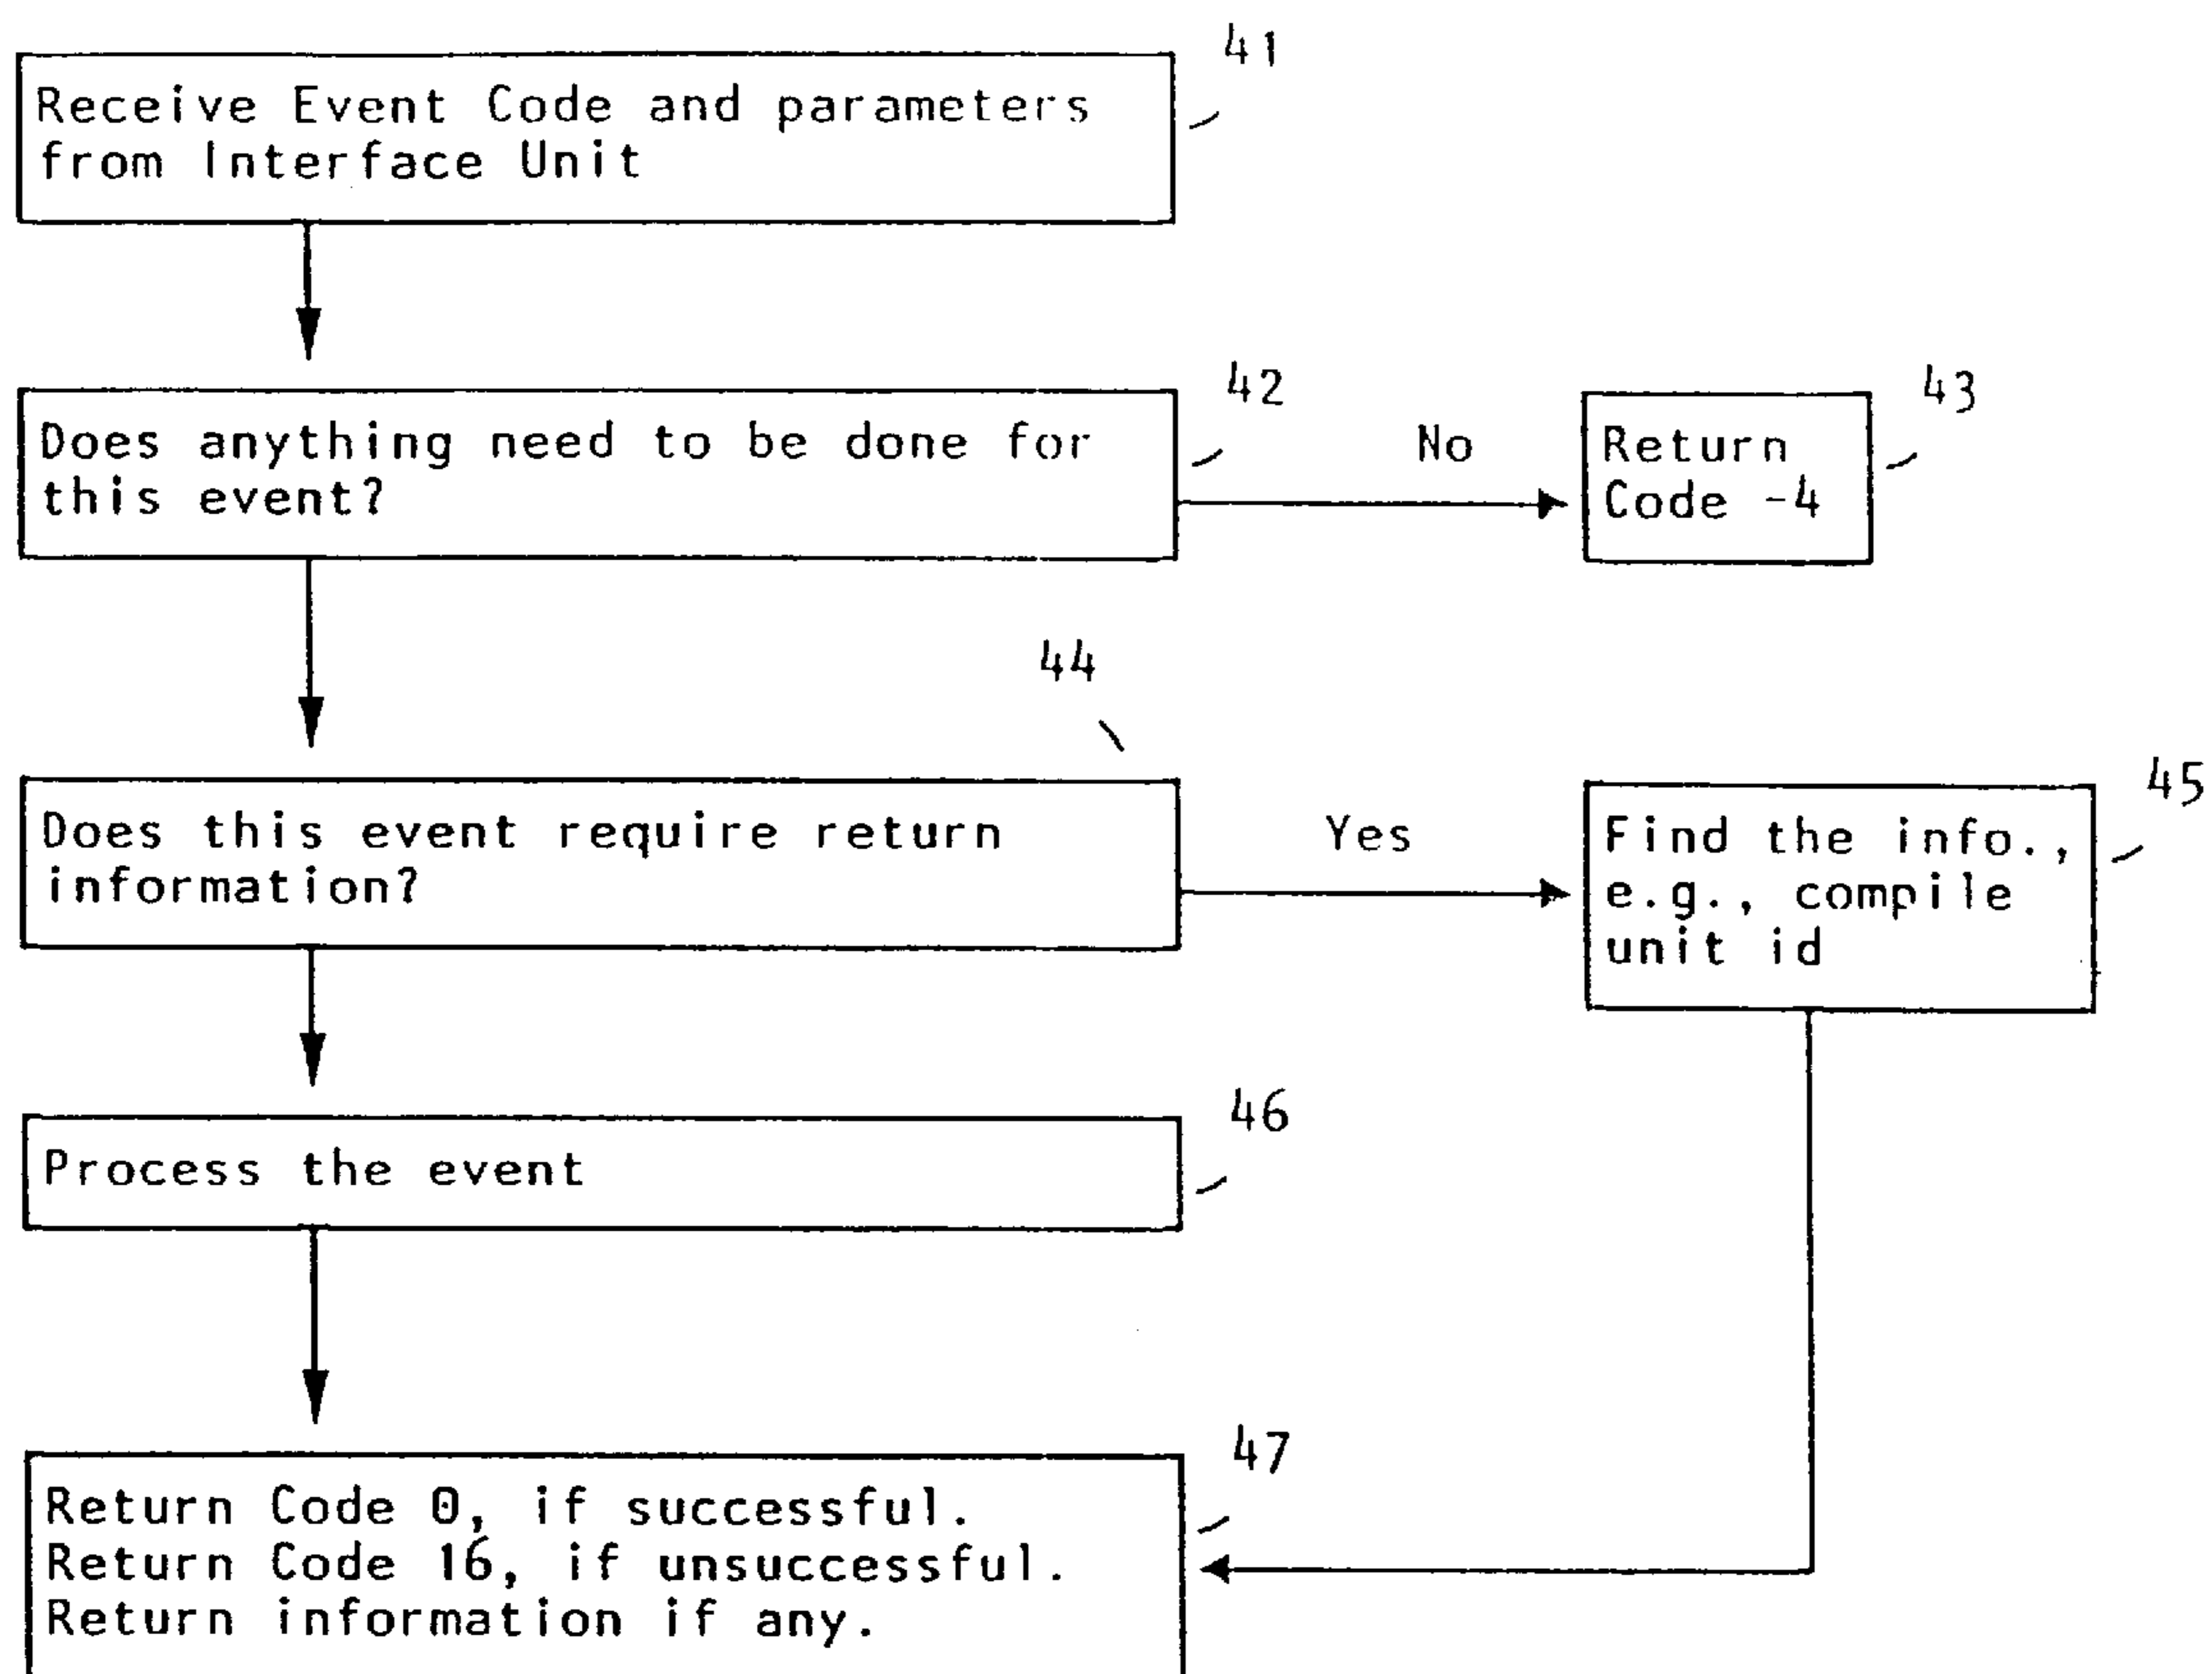 41
Receive Event Code and parameters
from Interface Unit
42
Does anything need to be done for
this event?
No
43
Return
Code -4
44
Does this event require return
information?
Yes
45
Find the info.,
e.g., compile
unit id
46
Process the event
47
Return Code 0, if successful.
Return Code 16, if unsuccessful.
Return information if any.